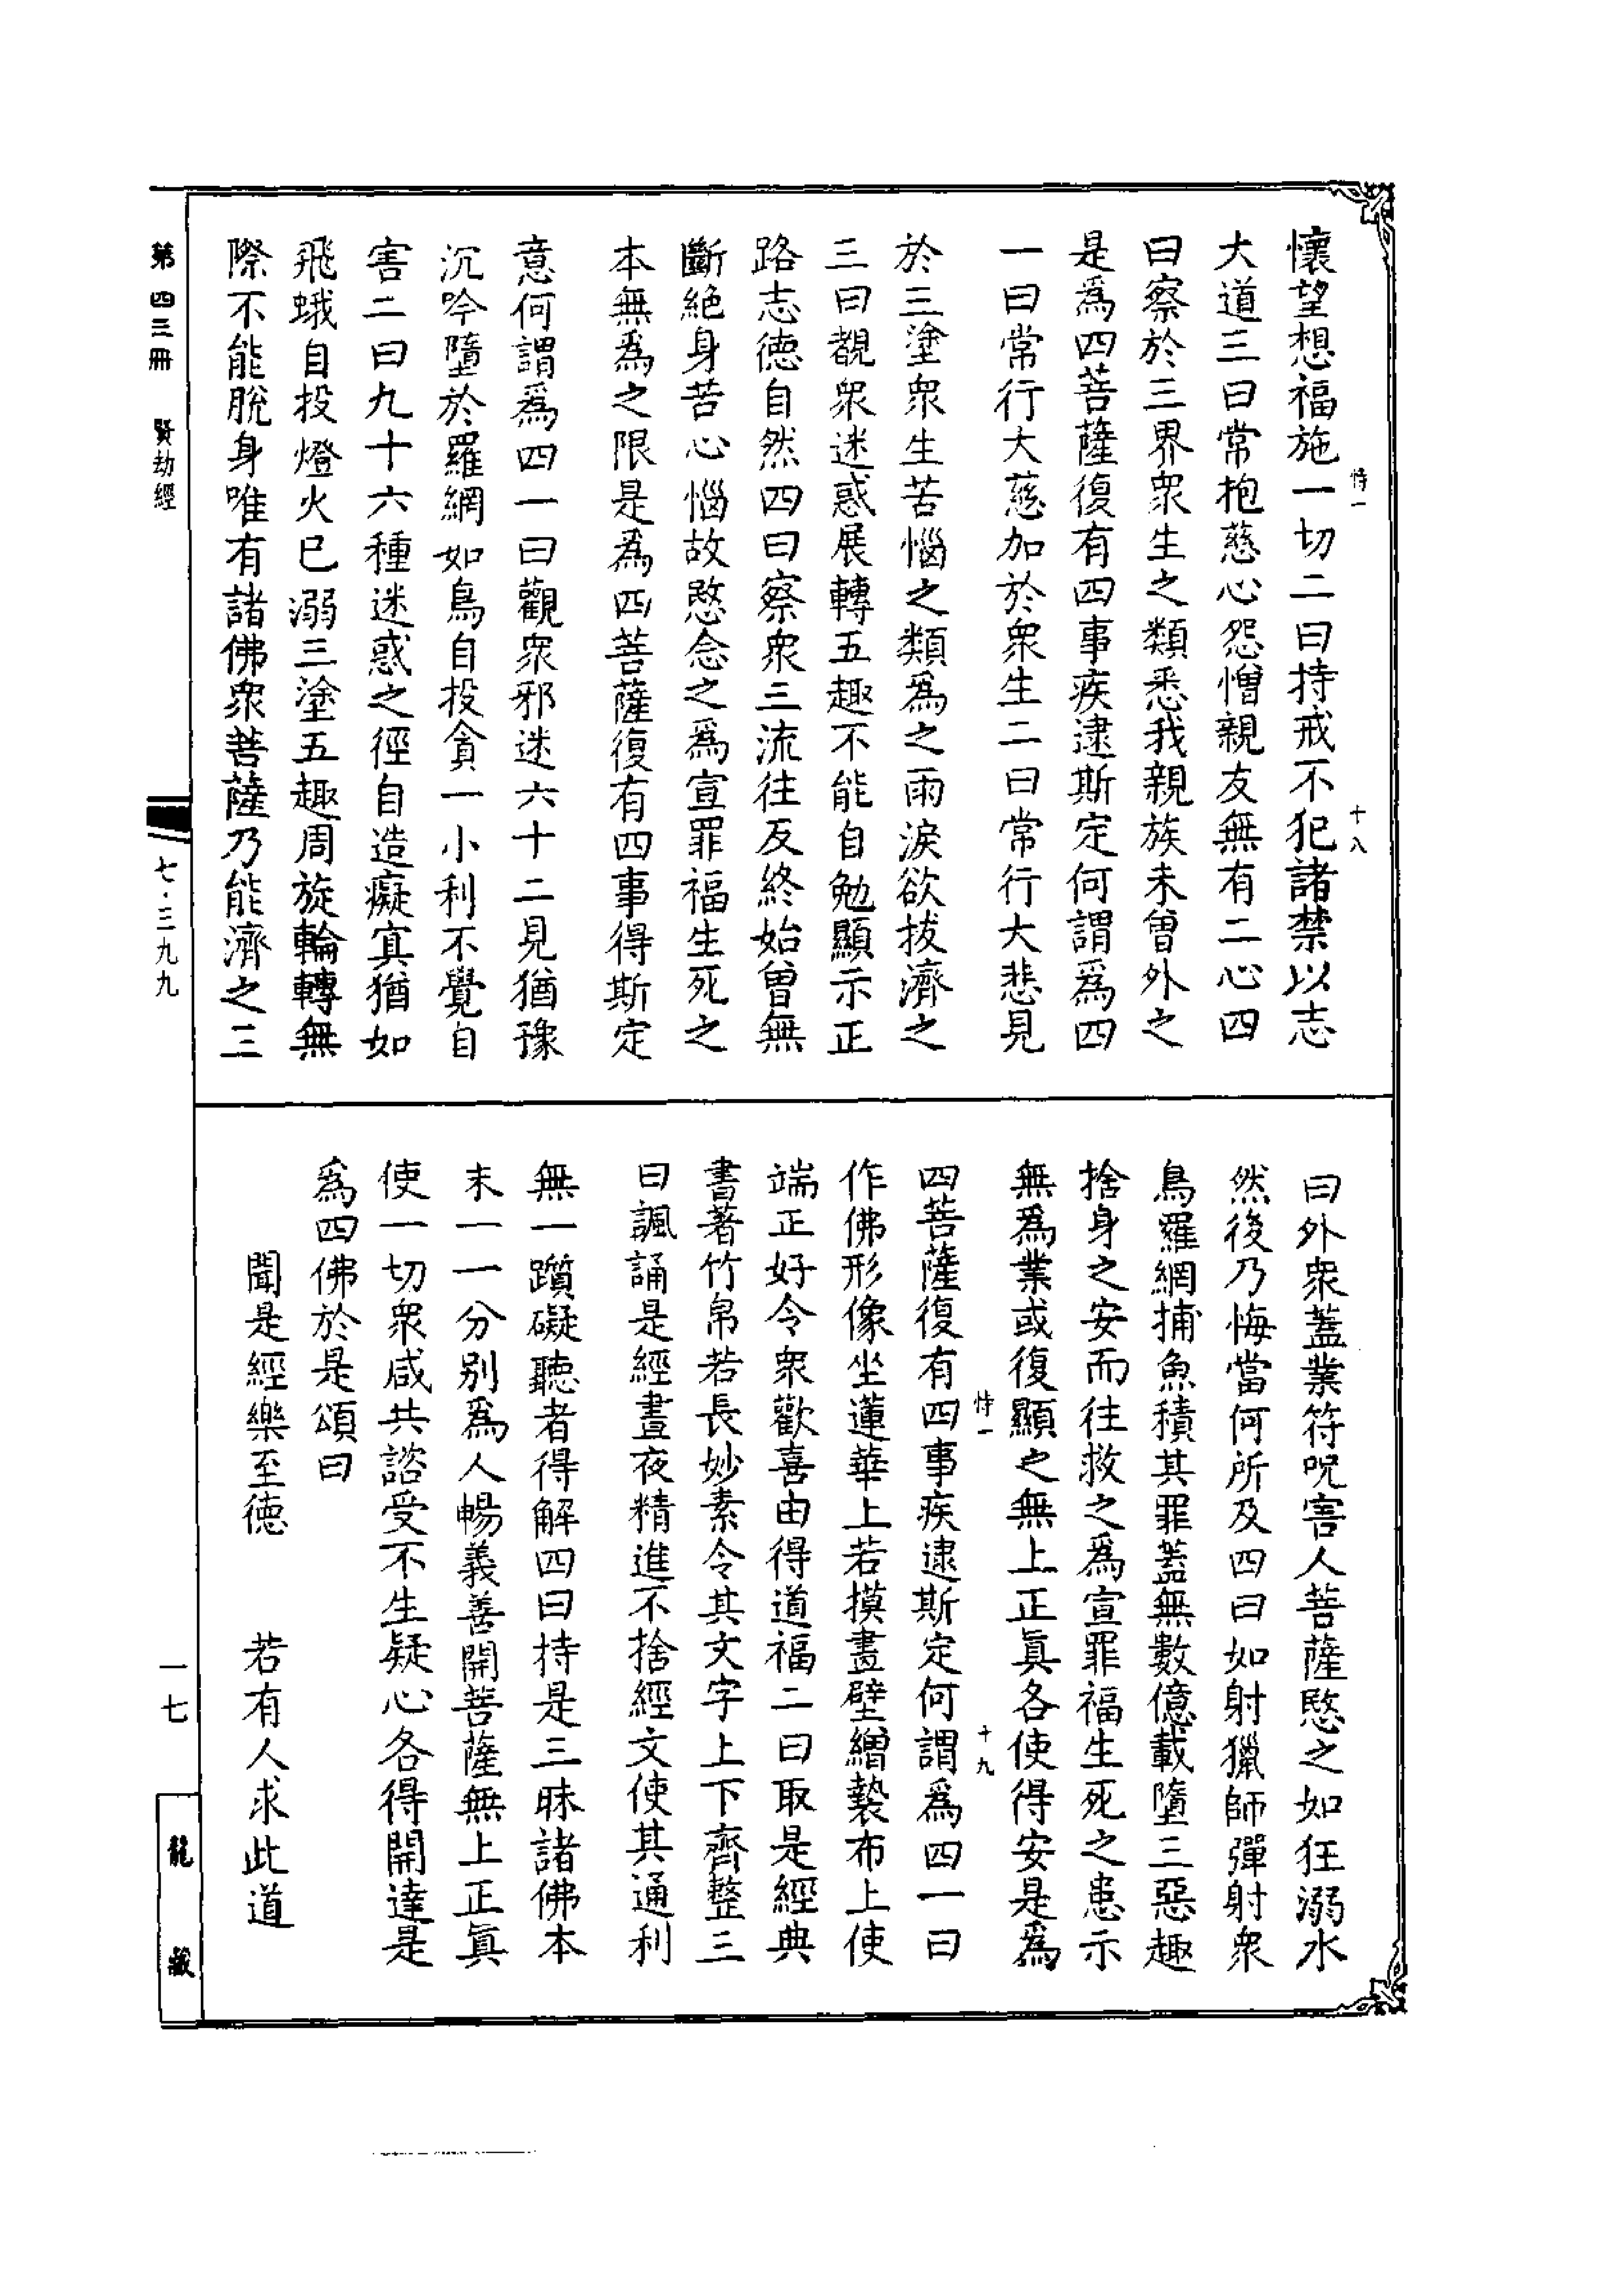 恃一　十八
懷望想福施一切二曰持戒不犯諸禁以志
大道三曰常抱慈心怨憎親友無有二心四
曰察於三界衆生之類悉我親族未曾外之
是爲四菩薩復有四事疾逮斯定何謂爲四
一曰常行大慈加於衆生二曰常行大悲見
於三塗衆生苦惱之類爲之雨淚欲拔濟之
三曰覩衆迷惑展轉五趣不能自勉顯示正
路志德自然四曰察衆三流往反終始曾無
斷絕身苦心惱故愍念之爲宣罪福生死之
本無爲之限是爲四菩薩復有四事得斯定
意何謂爲四一曰觀衆邪迷六十二見猶豫
沉吟墮於羅網如鳥自投貪一小利不覺自
害二曰九十六種迷惑之徑自造癡冥猶如
飛蛾自投燈火已溺三塗五趣周旋輪轉無
際不能脫身唯有諸佛衆菩薩乃能濟之三
曰外衆蓋業符呪害人菩薩愍之如狂溺水
然後乃悔當何所及四曰如射獵師彈射衆
鳥羅網捕魚積其罪蓋無數億載墮三惡趣
捨身之安而往救之爲宣罪福生死之患示
無爲業或復顯之無上正眞各使得安是爲
恃一　十九
四菩薩復有四事疾逮斯定何謂爲四一曰
作佛形像坐蓮華上若摸畫壁繒㲲布上使
端正好令衆歡喜由得道福二曰取是經典
書著竹帛若長妙素令其文字上下齊整三
曰諷誦是經晝夜精進不捨經文使其通利
無一躓礙聽者得解四曰持是三昧諸佛本
末一一分別爲人暢義善開菩薩無上正眞
使一切衆咸共諮受不生疑心各得開達是
爲四佛於是頌曰
聞是經樂至德　若有人求此道
第四三冊　賢劫經
七·三九九
一七
龍藏